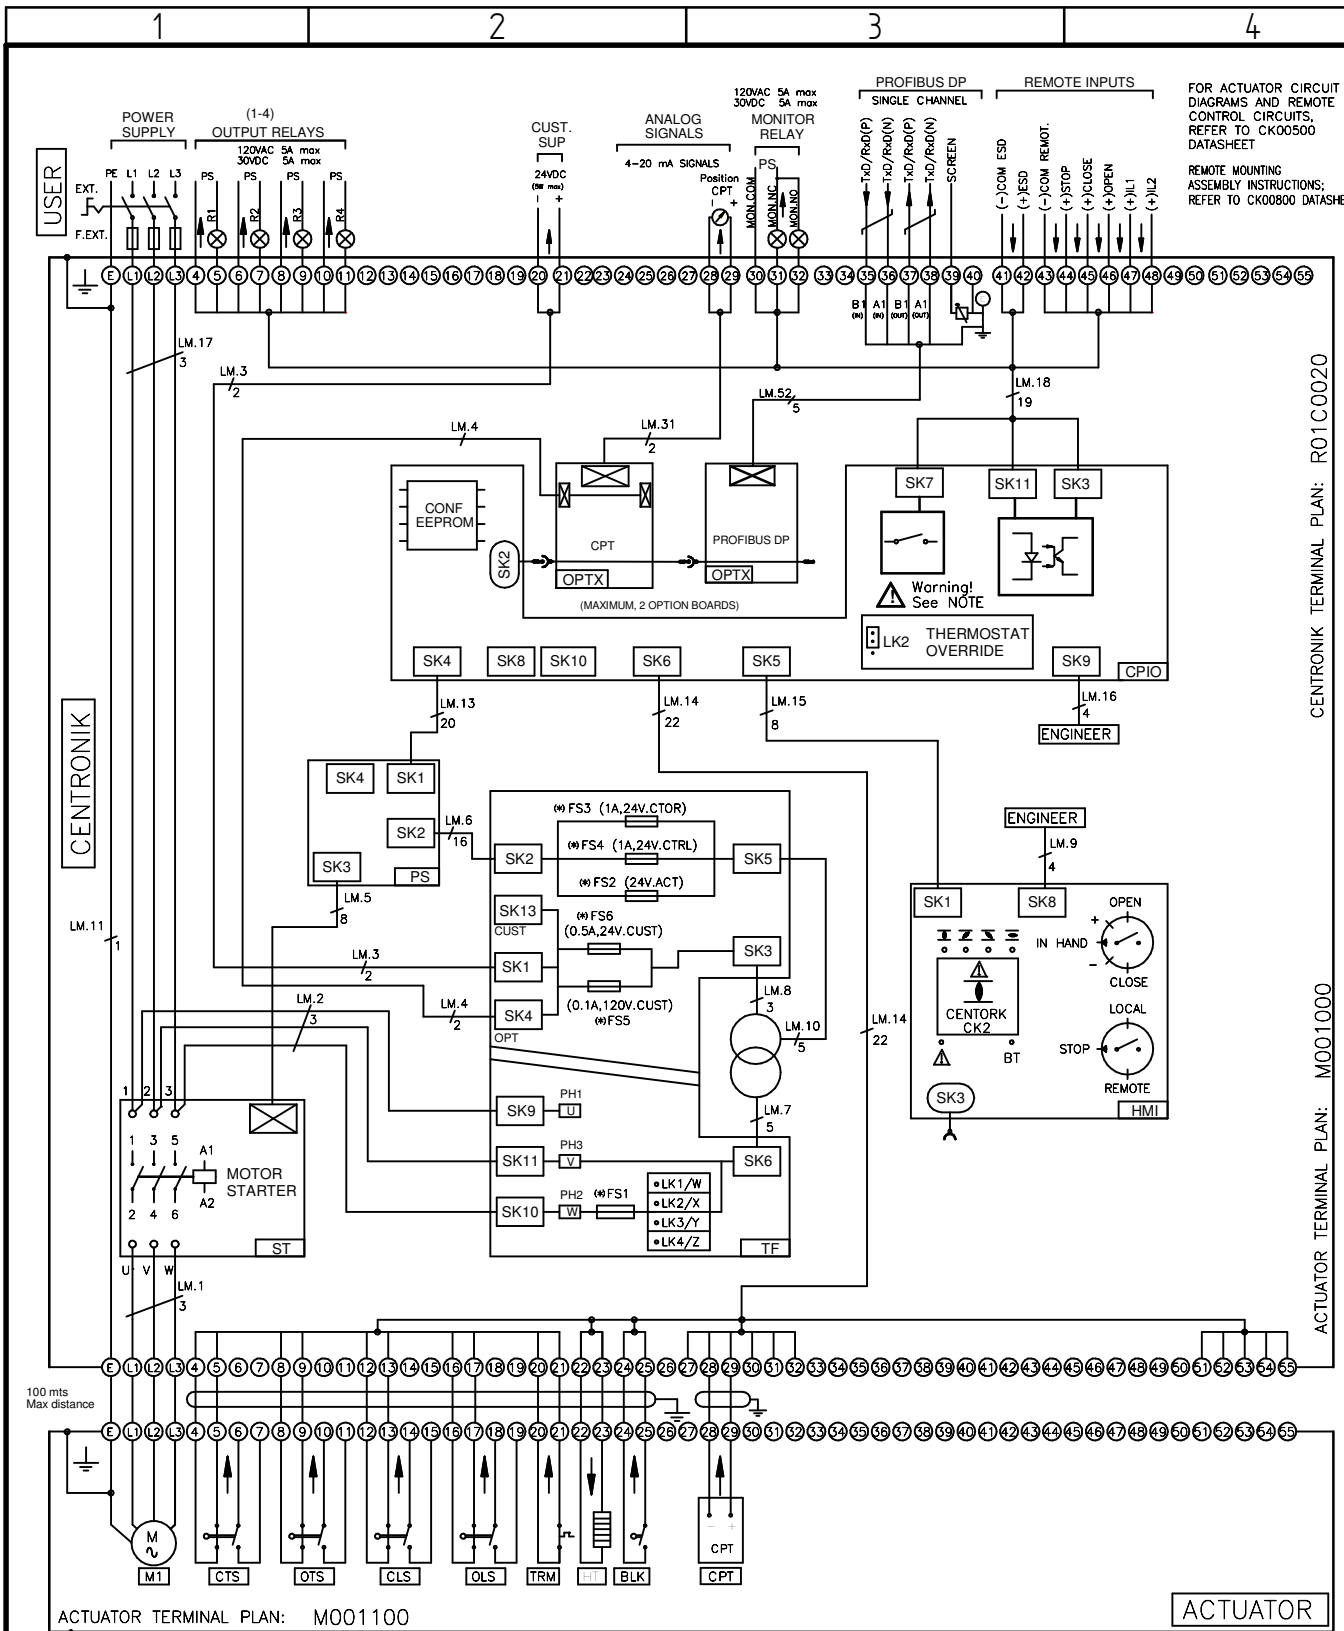 1 2 3 4
POWER SUPPLY
(1-4)
OUTPUT RELAYS
120VAC 5A max
30VDC 5A max
CUST. SUP
24VDC
(5W max)
- +
ANALOG SIGNALS
4-20 mA SIGNALS
Position
CPT
- +
120VAC 5A max
30VDC 5A max
MONITOR RELAY
PS
MON.COM
MON.NC
MON.NO
PROFIBUS DP
SINGLE CHANNEL
TxD/RxD(P)
TxD/RxD(N)
TxD/RxD(P)
TxD/RxD(N)
SCREEN
REMOTE INPUTS
(-)COM ESD
(+)ESD
(-)COM REMOT.
(+)STOP
(+)CLOSE
(+)OPEN
(+)IL1
(+)IL2
FOR ACTUATOR CIRCUIT
DIAGRAMS AND REMOTE
CONTROL CIRCUITS,
REFER TO CK00500
DATASHEET
REMOTE MOUNTING
ASSEMBLY INSTRUCTIONS;
REFER TO CK00800 DATASHE
USER
EXT.
F.EXT.
PE L1 L2 L3
PS PS PS PS
R1 R2 R3 R4
E L1 L2 L3 4 5 6 7 8 9 10 11 12 13 14 15 16 17 18 19 20 21 22 23 24 25 26 27 28 29 30 31 32 33 34 35 36 37 38 39 40 41 42 43 44 45 46 47 48 49 50 51 52 53 54 55
B1 A1 B1 A1
(IN) (IN) (OUT) (OUT)
LM.17
3
LM.3
2
LM.4
LM.31
2
LM.52
5
LM.18
19
CENTRONIK TERMINAL PLAN: R01C0020
CONF EEPROM
SK2
CPT
OPTX
PROFIBUS DP
OPTX
(MAXIMUM, 2 OPTION BOARDS)
SK7
SK11
SK3
Warning!
See NOTE
LK2
THERMOSTAT OVERRIDE
SK4
SK8
SK10
SK6
SK5
SK9
CPIO
LM.13
20
LM.14
22
LM.15
8
LM.16
4
ENGINEER
CENTRONIK
SK4
SK1
SK2
SK3
PS
LM.6
16
LM.5
8
(*) FS3 (1A,24V.CTOR)
(*) FS4 (1A,24V.CTRL)
(*) FS2 (24V.ACT)
SK2
SK5
SK13
CUST
(*) FS6
(0.5A,24V.CUST)
SK1
SK3
SK4
OPT
(0.1A,120V.CUST)
(*)FS5
LM.8
3
LM.10
5
LM.7
5
SK9
PH1
U
SK11
PH3
V
SK10
PH2
W
(*)FS1
SK6
LK1/W
LK2/X
LK3/Y
LK4/Z
TF
LM.11
1
LM.3
2
LM.2
3
LM.4
2
LM.14
22
ENGINEER
LM.9
4
SK1
SK8
OPEN
+
IN HAND
-
CLOSE
CENTORK
CK2
BT
LOCAL
STOP
REMOTE
SK3
HMI
ACTUATOR TERMINAL PLAN: M001000
1 2 3
1 3 5
A1
A2
2 4 6
MOTOR STARTER
ST
U V W
LM.1
3
E L1 L2 L3 4 5 6 7 8 9 10 11 12 13 14 15 16 17 18 19 20 21 22 23 24 25 26 27 28 29 30 31 32 33 34 35 36 37 38 39 40 41 42 43 44 45 46 47 48 49 50 51 52 53 54 55
100 mts
Max distance
E L1 L2 L3 4 5 6 7 8 9 10 11 12 13 14 15 16 17 18 19 20 21 22 23 24 25 26 27 28 29 30 31 32 33 34 35 36 37 38 39 40 41 42 43 44 45 46 47 48 49 50 51 52 53 54 55
M
- +
CPT
M1
CTS
OTS
CLS
OLS
TRM
HT
BLK
CPT
ACTUATOR TERMINAL PLAN: M001100
ACTUATOR